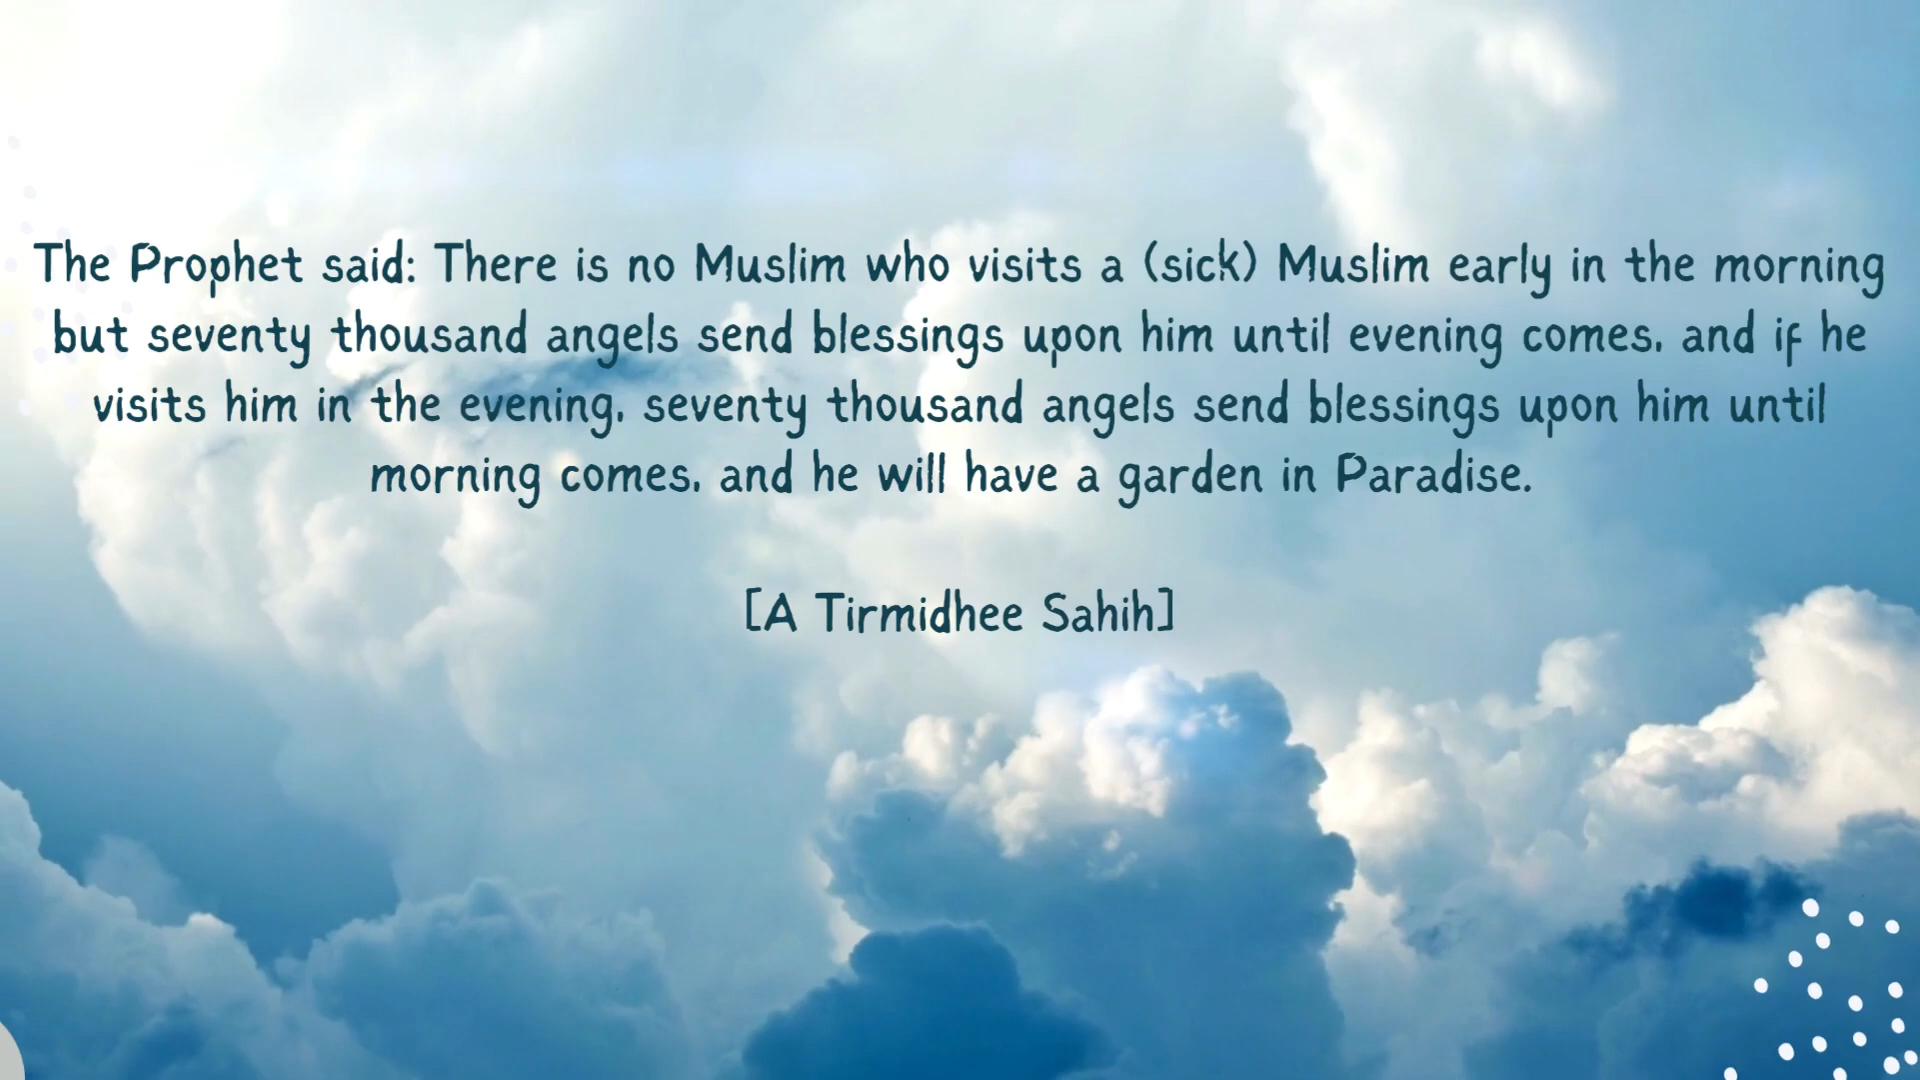 The Prophet said: There is no Muslim who visits a (sick) Muslim early in the morning
but seventy thousand angels send blessings upon him until evening comes, and if he
visits him in the evening, seventy thousand angels send blessings upon him until
morning comes, and he will have a garden in Paradise.
[A Tirmidhee Sahih]